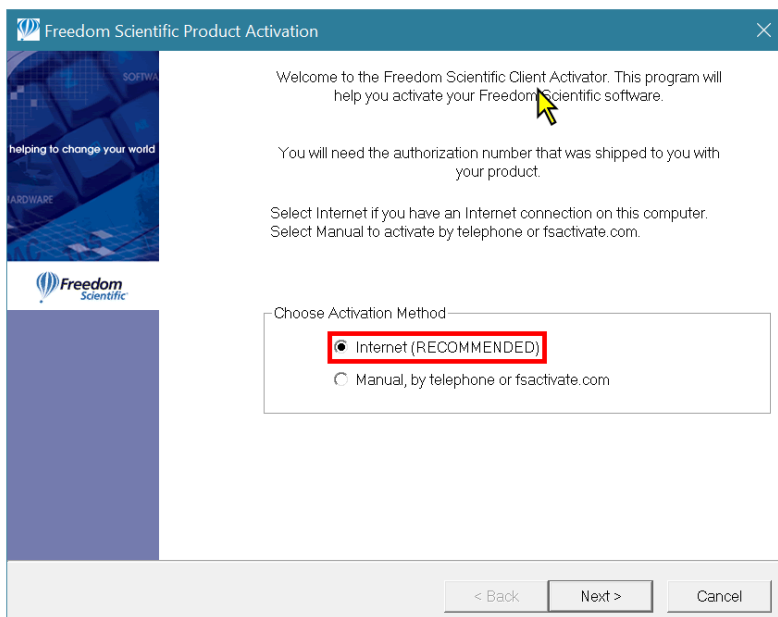 Freedom Scientific Product Activation
SOFTWA
helping to change your world
HARDWARE
Freedom
Scientific
Welcome to the Freedom Scientific Client Activator. This program will
help you activate your Freedom Scientific software.
You will need the authorization number that was shipped to you with
your product.
Select Internet if you have an Internet connection on this computer.
Select Manual to activate by telephone or fsactivate.com.
Choose Activation Method
Internet (RECOMMENDED)
Manual, by telephone or fsactivate.com
< Back
Next >
Cancel